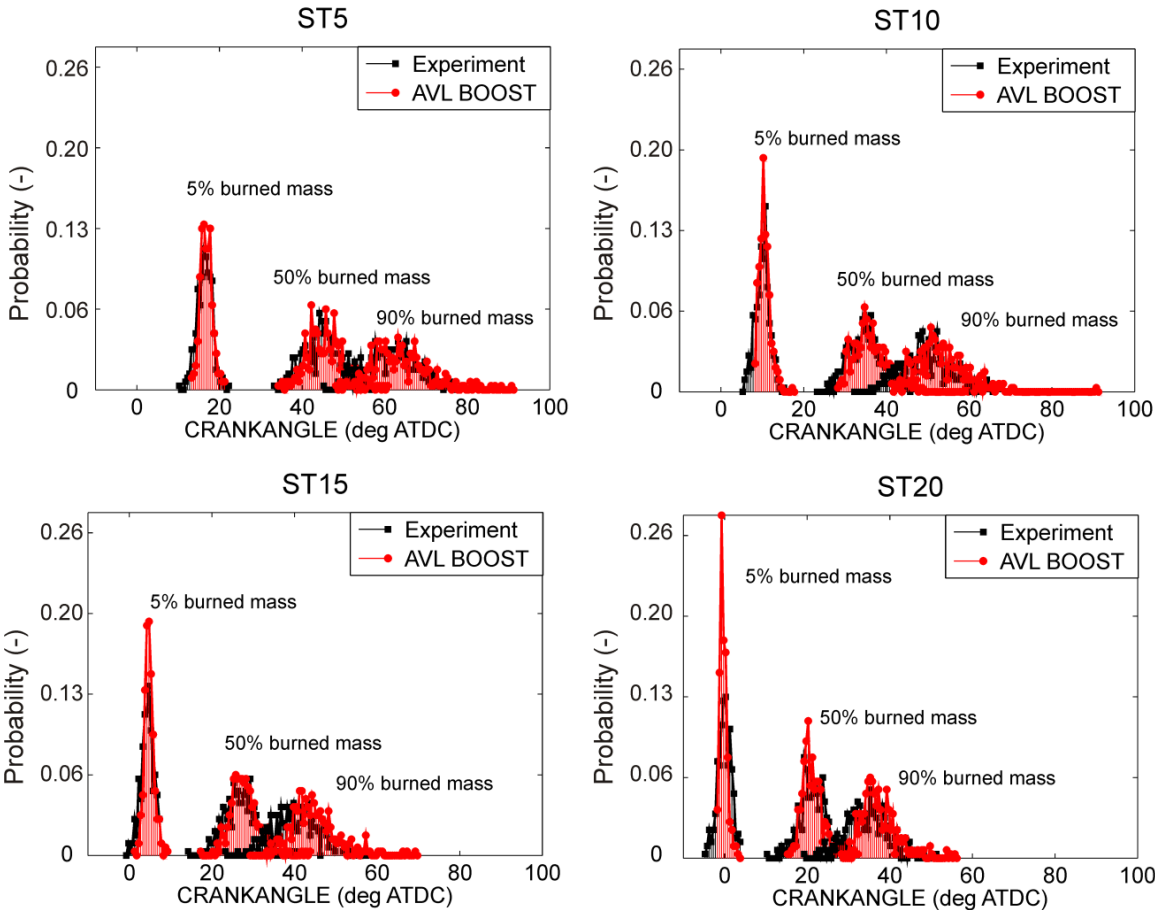 ST5
Experiment
AVL BOOST
0.26
0.20
0.13
0.06
0
Probability (-)
5% burned mass
50% burned mass
90% burned mass
0 20 40 60 80 100
CRANKANGLE (deg ATDC)
ST10
Experiment
AVL BOOST
0.26
0.20
0.13
0.06
0
Probability (-)
5% burned mass
50% burned mass
90% burned mass
0 20 40 60 80 100
CRANKANGLE (deg ATDC)
ST15
Experiment
AVL BOOST
0.26
0.20
0.13
0.06
0
Probability (-)
5% burned mass
50% burned mass
90% burned mass
0 20 40 60 80 100
CRANKANGLE (deg ATDC)
ST20
Experiment
AVL BOOST
0.26
0.20
0.13
0.06
0
Probability (-)
5% burned mass
50% burned mass
90% burned mass
0 20 40 60 80 100
CRANKANGLE (deg ATDC)